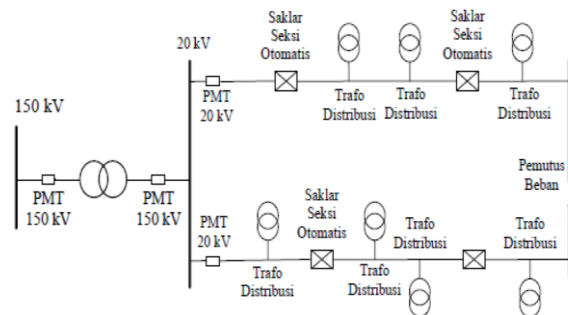 Saklar
Seksi
Otomatis
Saklar
Seksi
Otomatis
20 kV
PMT
20 kV
Trafo
Distribusi
Trafo
Distribusi
Trafo
Distribusi
150 kV
PMT
150 kV
PMT
150 kV
Pemutus
Beban
PMT
20 kV
Saklar
Seksi
Otomatis
Trafo
Distribusi
Trafo
Distribusi
Trafo
Distribusi
Trafo
Distribusi